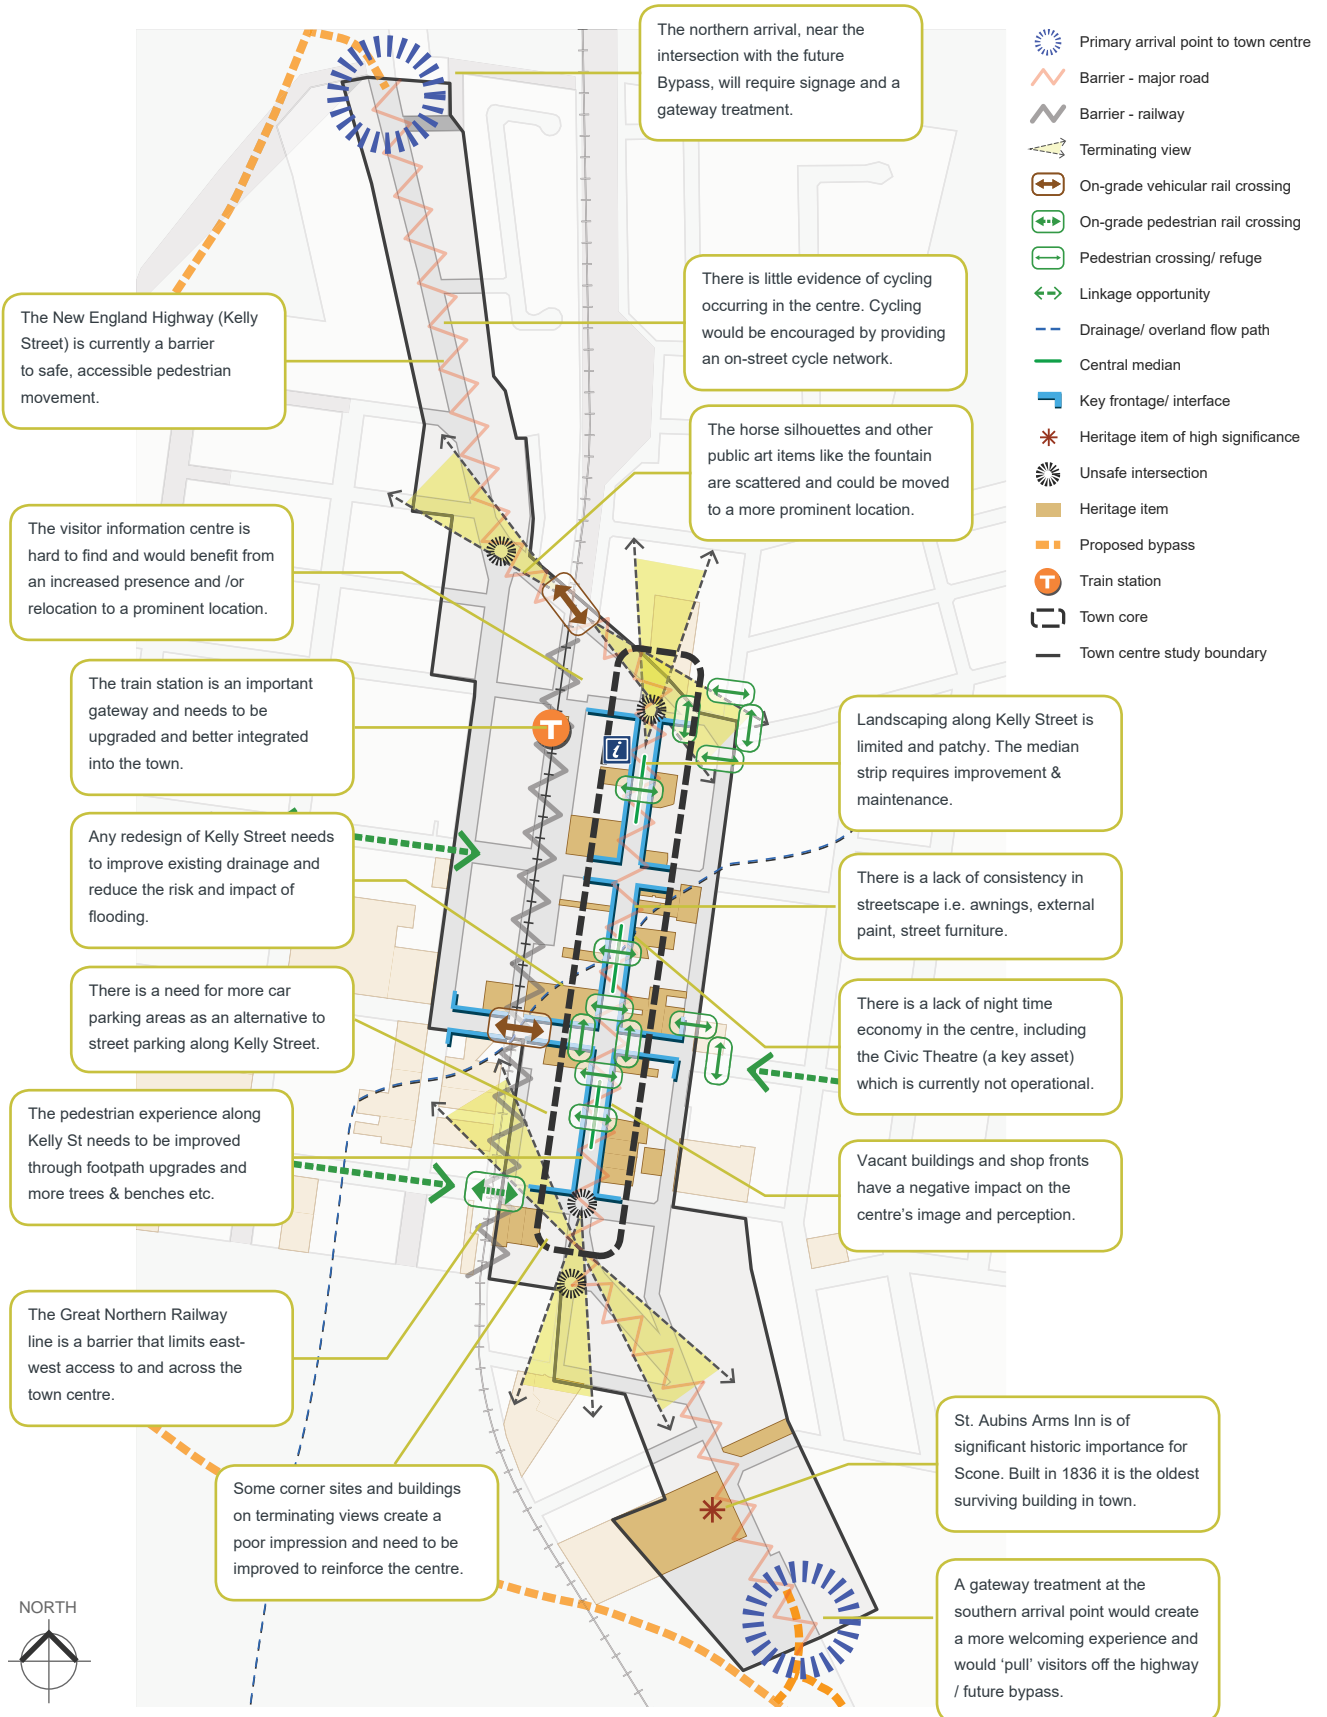 The northern arrival, near the
intersection with the future
Bypass, will require signage and a
gateway treatment.
Primary arrival point to town centre
Barrier - major road
Barrier - railway
Terminating view
On-grade vehicular rail crossing
On-grade pedestrian rail crossing
Pedestrian crossing/ refuge
Linkage opportunity
Drainage/ overland flow path
Central median
Key frontage/ interface
Heritage item of high significance
Unsafe intersection
Heritage item
Proposed bypass
T
Train station
Town core
Town centre study boundary
The New England Highway (Kelly
Street) is currently a barrier
to safe, accessible pedestrian
movement.
There is little evidence of cycling
occurring in the centre. Cycling
would be encouraged by providing
an on-street cycle network.
The horse silhouettes and other
public art items like the fountain
are scattered and could be moved
to a more prominent location.
The visitor information centre is
hard to find and would benefit from
an increased presence and /or
relocation to a prominent location.
The train station is an important
gateway and needs to be
upgraded and better integrated
into the town.
T
i
Landscaping along Kelly Street is
limited and patchy. The median
strip requires improvement &
maintenance.
Any redesign of Kelly Street needs
to improve existing drainage and
reduce the risk and impact of
flooding.
There is a lack of consistency in
streetscape i.e. awnings, external
paint, street furniture.
There is a need for more car
parking areas as an alternative to
street parking along Kelly Street.
There is a lack of night time
economy in the centre, including
the Civic Theatre (a key asset)
which is currently not operational.
The pedestrian experience along
Kelly St needs to be improved
through footpath upgrades and
more trees & benches etc.
Vacant buildings and shop fronts
have a negative impact on the
centre's image and perception.
The Great Northern Railway
line is a barrier that limits east-
west access to and across the
town centre.
St. Aubins Arms Inn is of
significant historic importance for
Scone. Built in 1836 it is the oldest
surviving building in town.
Some corner sites and buildings
on terminating views create a
poor impression and need to be
improved to reinforce the centre.
A gateway treatment at the
southern arrival point would create
a more welcoming experience and
would 'pull' visitors off the highway
/ future bypass.
NORTH